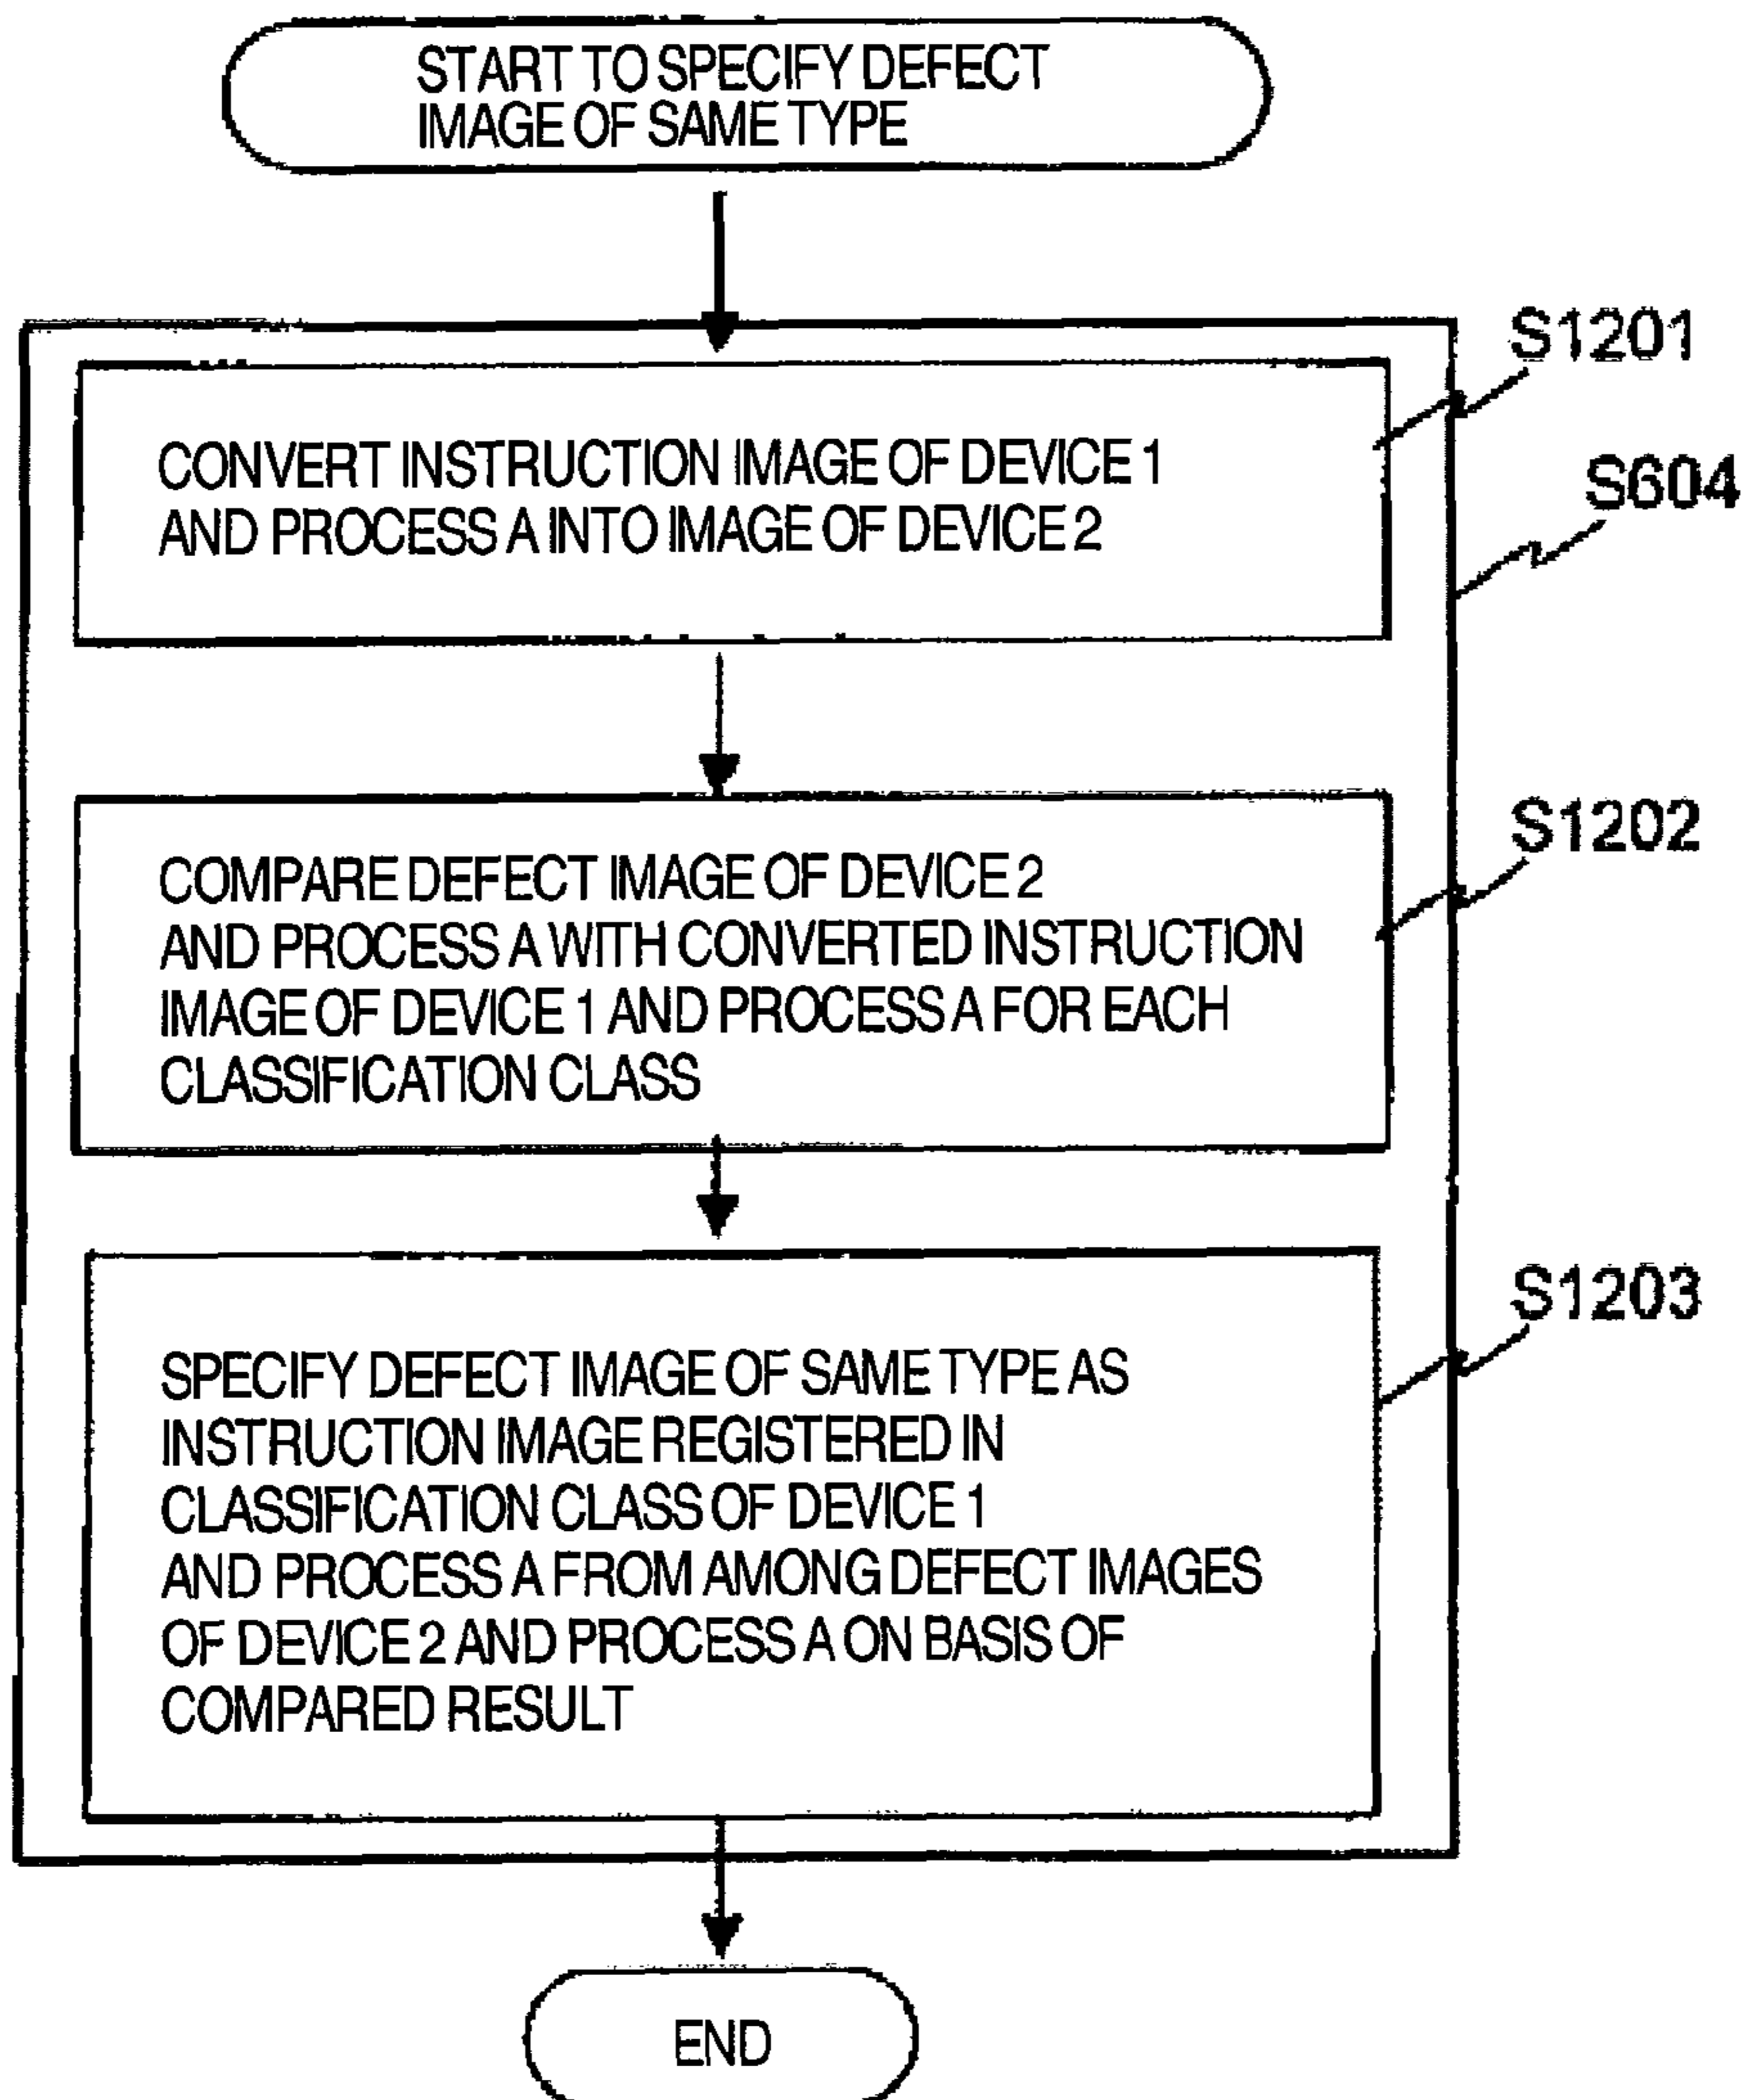 START TO SPECIFY DEFECT
IMAGE OF SAME TYPE
S1201
S604
CONVERT INSTRUCTION IMAGE OF DEVICE 1
AND PROCESS A INTO IMAGE OF DEVICE 2
S1202
COMPARE DEFECT IMAGE OF DEVICE 2
AND PROCESS A WITH CONVERTED INSTRUCTION
IMAGE OF DEVICE 1 AND PROCESS A FOR EACH
CLASSIFICATION CLASS
S1203
SPECIFY DEFECT IMAGE OF SAME TYPE AS
INSTRUCTION IMAGE REGISTERED IN
CLASSIFICATION CLASS OF DEVICE 1
AND PROCESS A FROM AMONG DEFECT IMAGES
OF DEVICE 2 AND PROCESS A ON BASIS OF
COMPARED RESULT
END